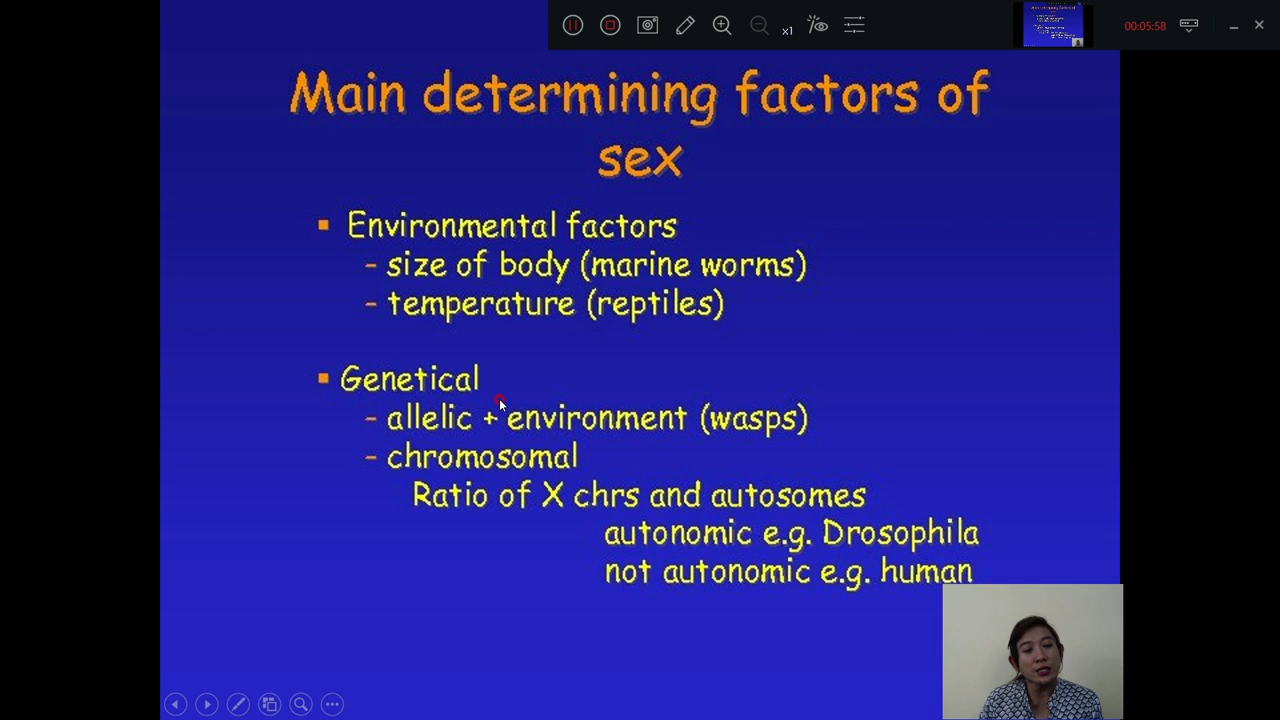 x1
00:05:58
Main determining factors of
sex
Environmental factors
- size of body (marine worms)
- temperature (reptiles)
Genetical
- allelic + environment (wasps)
- chromosomal
Ratio of X chrs and autosomes
autonomic e.g. Drosophila
not autonomic e.g. human